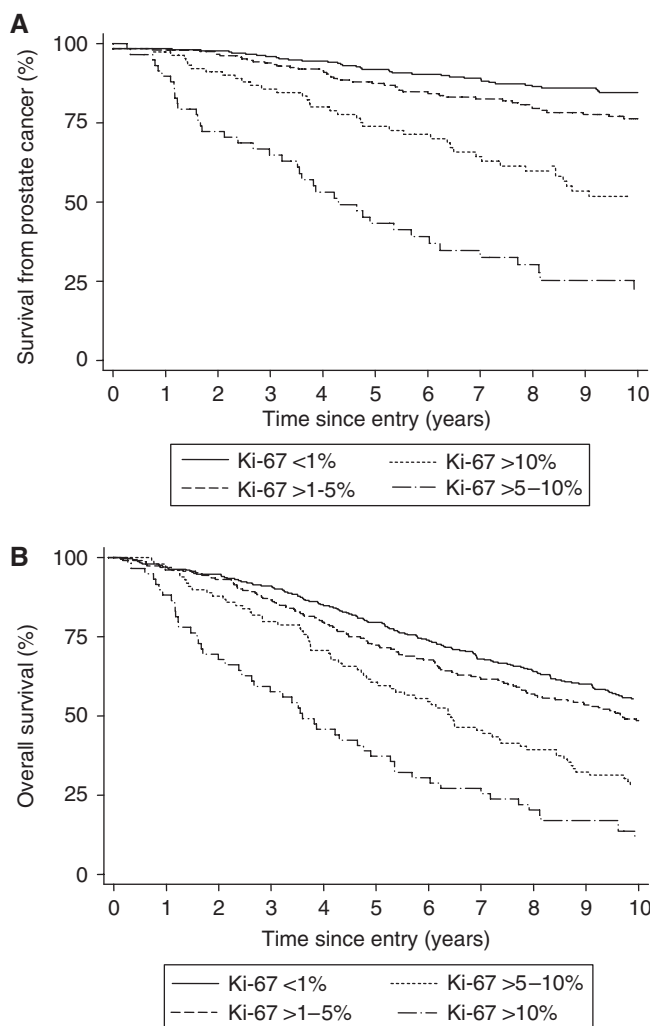 A
Survival from prostate cancer (%)
100
75
50
25
0
0 1 2 3 4 5 6 7 8 9 10
Time since entry (years)
Ki-67 <1% Ki-67 >10%
Ki-67 >1-5% Ki-67 >5–10%
B
Overall survival (%)
100
75
50
25
0
0 1 2 3 4 5 6 7 8 9 10
Time since entry (years)
Ki-67 <1% Ki-67 >5–10%
Ki-67 >1–5% Ki-67 >10%